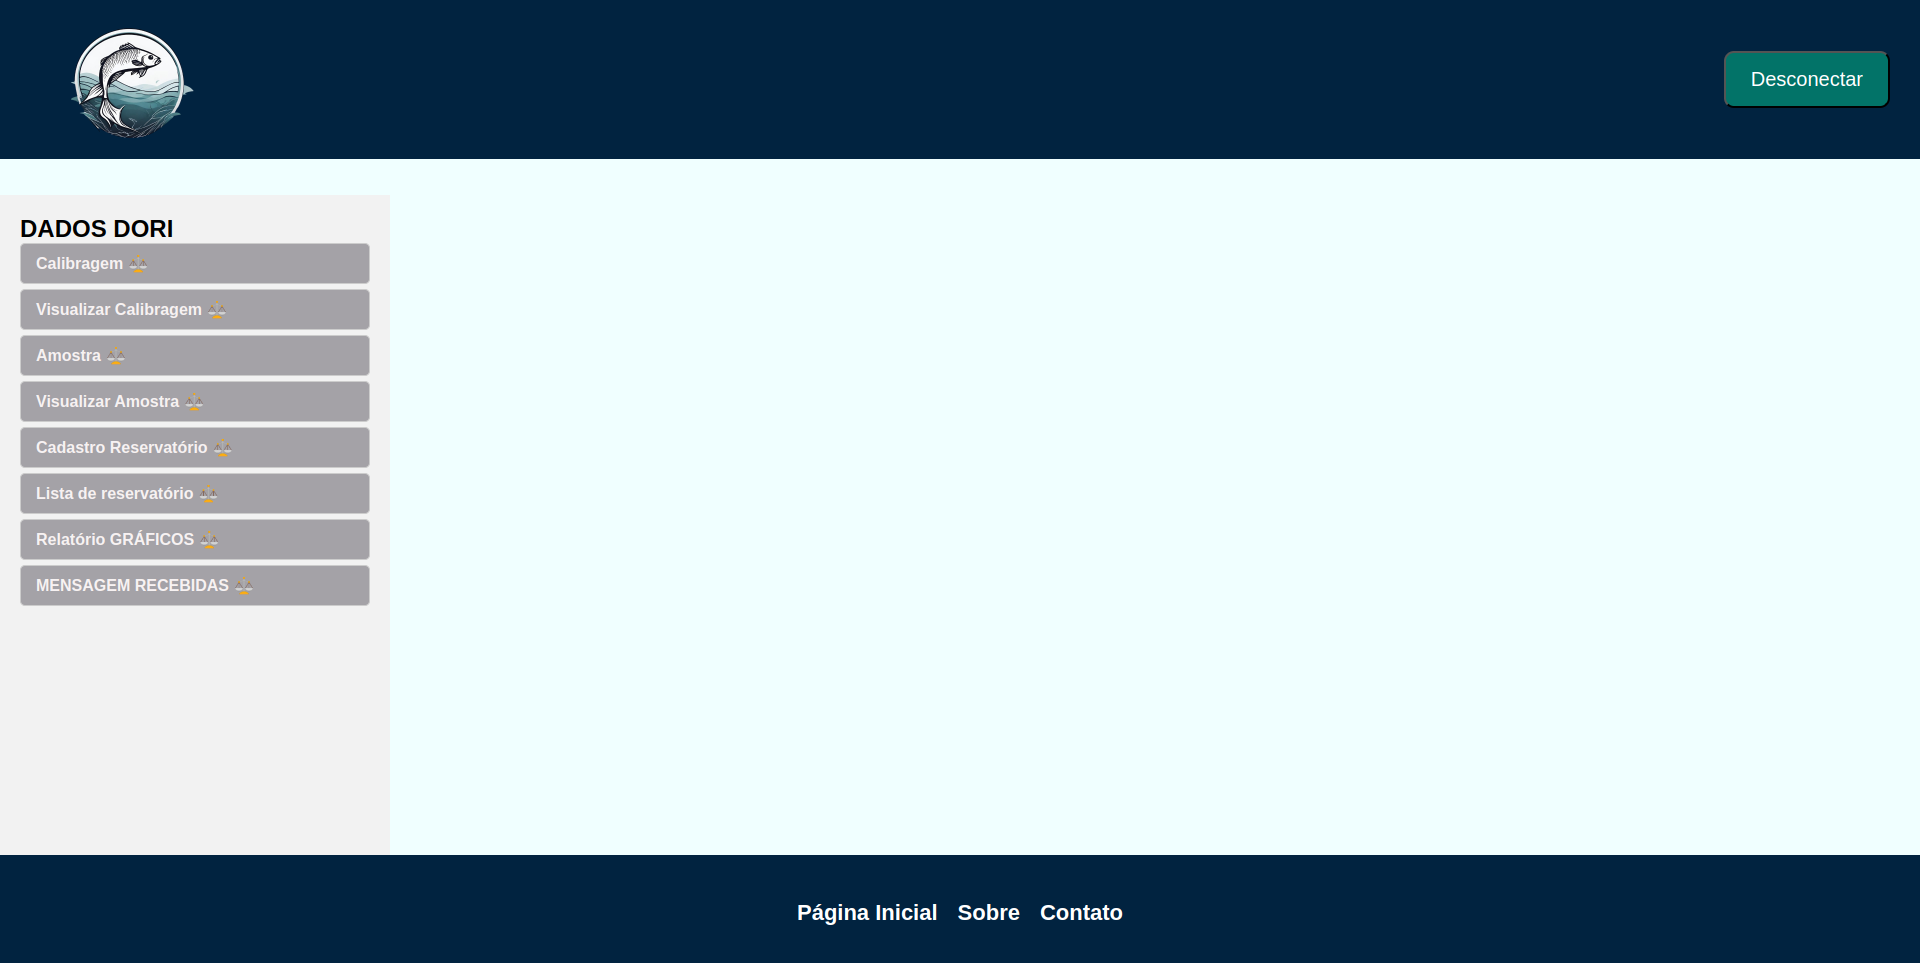 Desconectar
DADOS DORI
Calibragem ⚖️
Visualizar Calibragem ⚖️
Amostra ⚖️
Visualizar Amostra ⚖️
Cadastro Reservatório ⚖️
Lista de reservatório ⚖️
Relatório GRÁFICOS ⚖️
MENSAGEM RECEBIDAS ⚖️
Página Inicial Sobre Contato